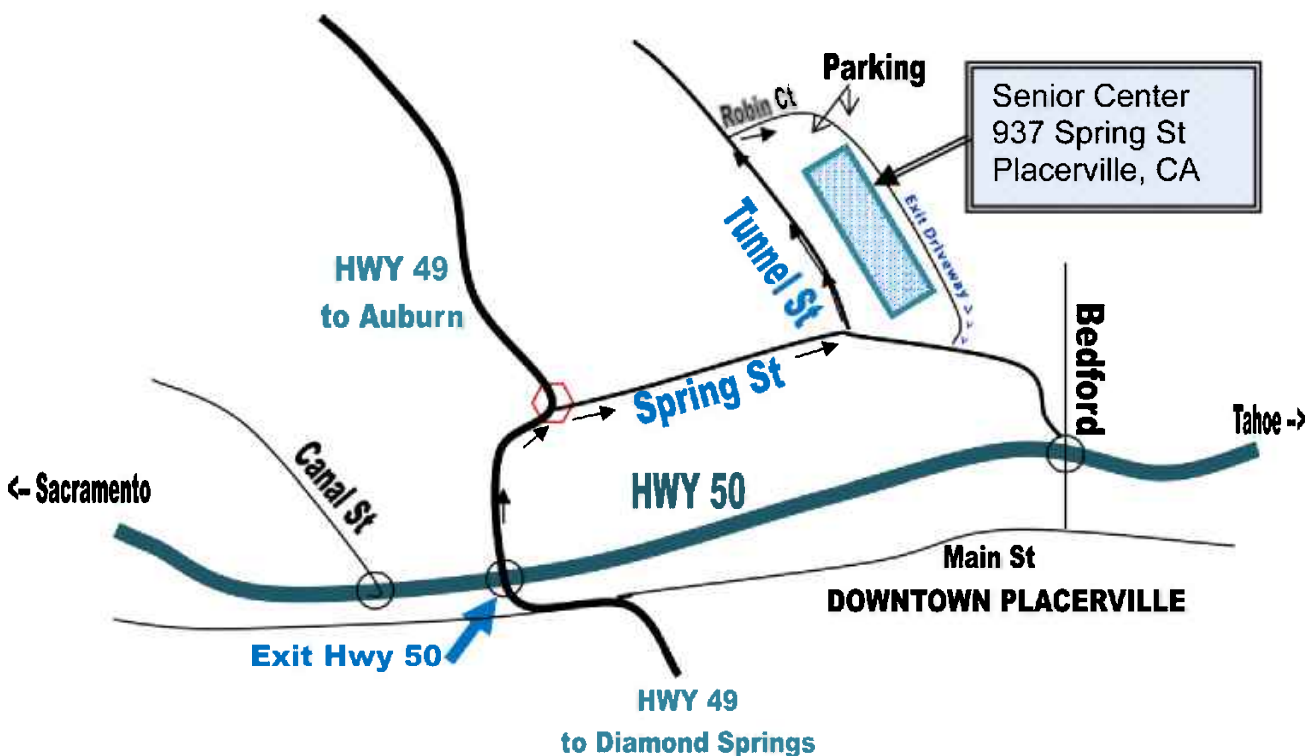 Parking
Robin Ct
Senior Center
937 Spring St
Placerville, CA
Exit Driveway > > >
Tunnel St
HWY 49
to Auburn
Bedford
Spring St
Tahoe -->
Canal St
<-- Sacramento
HWY 50
Main St
DOWNTOWN PLACERVILLE
Exit Hwy 50
HWY 49
to Diamond Springs